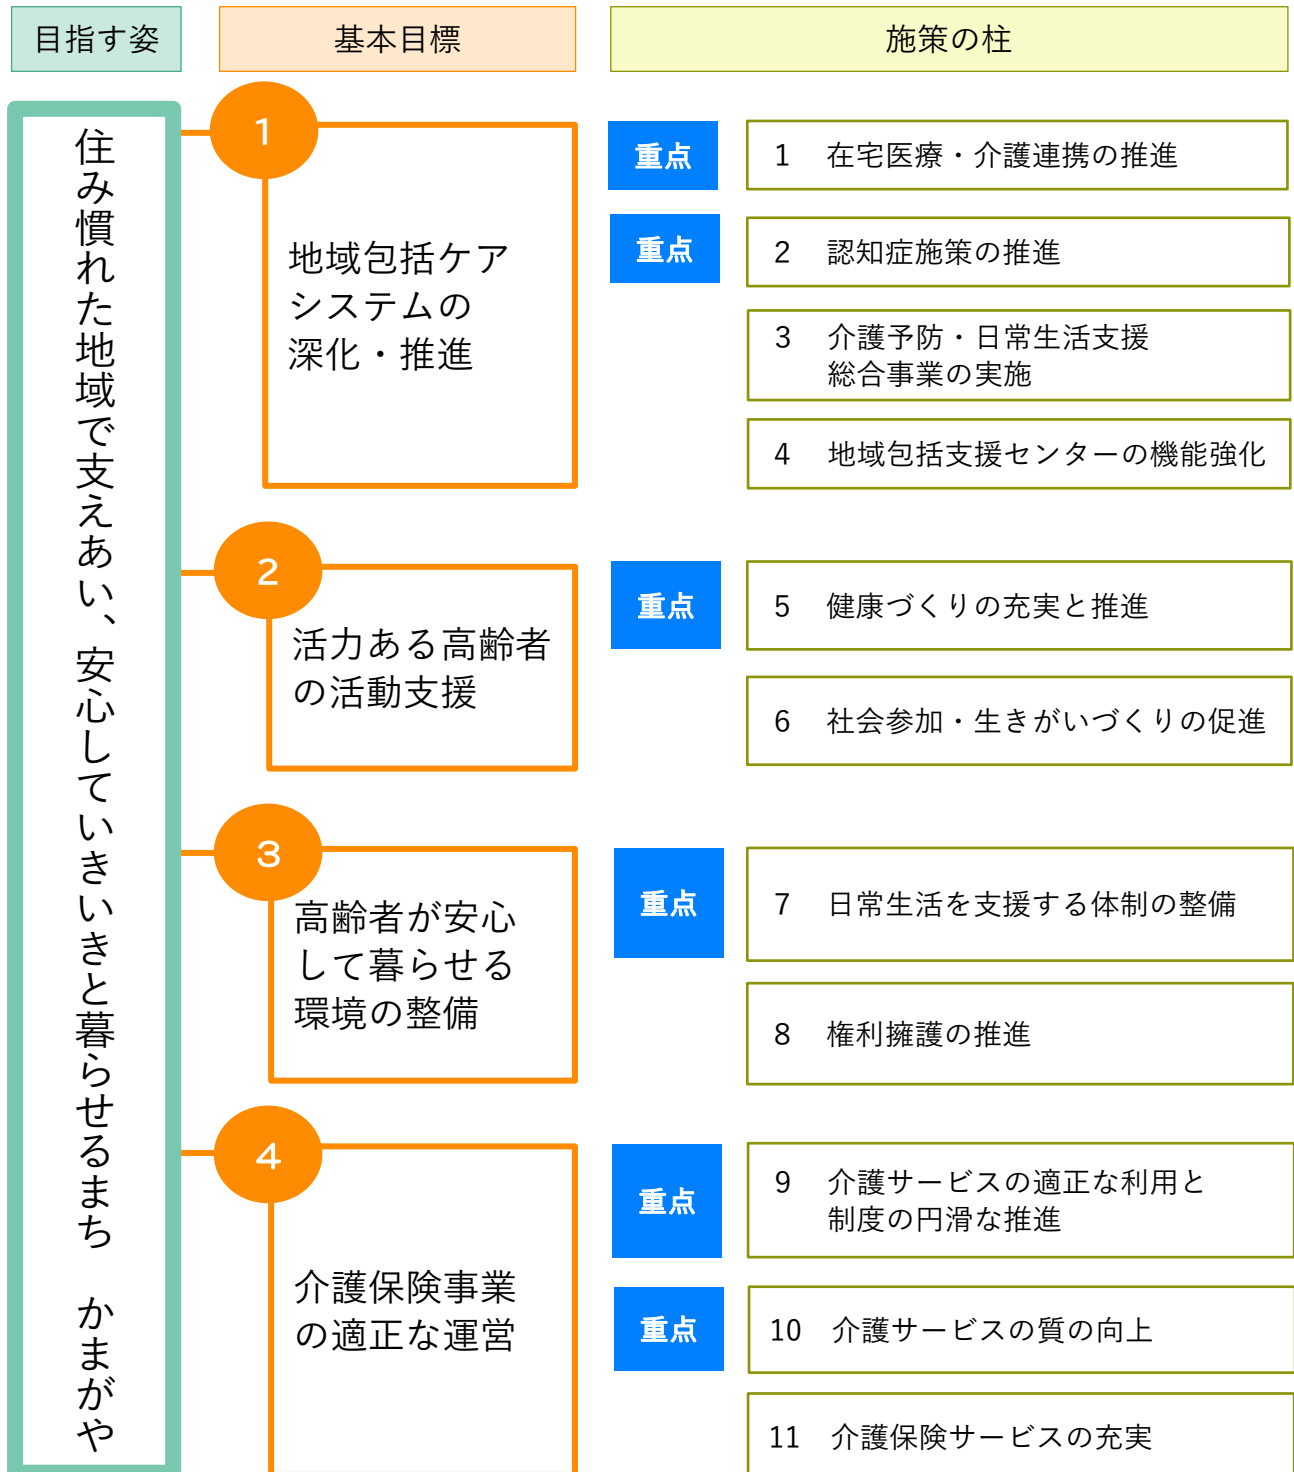 目指す姿
基本目標
施策の柱
住み慣れた地域で支えあい、安心していきいきと暮らせるまち　かまがや
1
地域包括ケア
システムの
深化・推進
重点
1　在宅医療・介護連携の推進
重点
2　認知症施策の推進
3　介護予防・日常生活支援
総合事業の実施
4　地域包括支援センターの機能強化
2
活力ある高齢者
の活動支援
重点
5　健康づくりの充実と推進
6　社会参加・生きがいづくりの促進
3
高齢者が安心
して暮らせる
環境の整備
重点
7　日常生活を支援する体制の整備
8　権利擁護の推進
4
介護保険事業
の適正な運営
重点
9　介護サービスの適正な利用と
制度の円滑な推進
重点
10　介護サービスの質の向上
11　介護保険サービスの充実